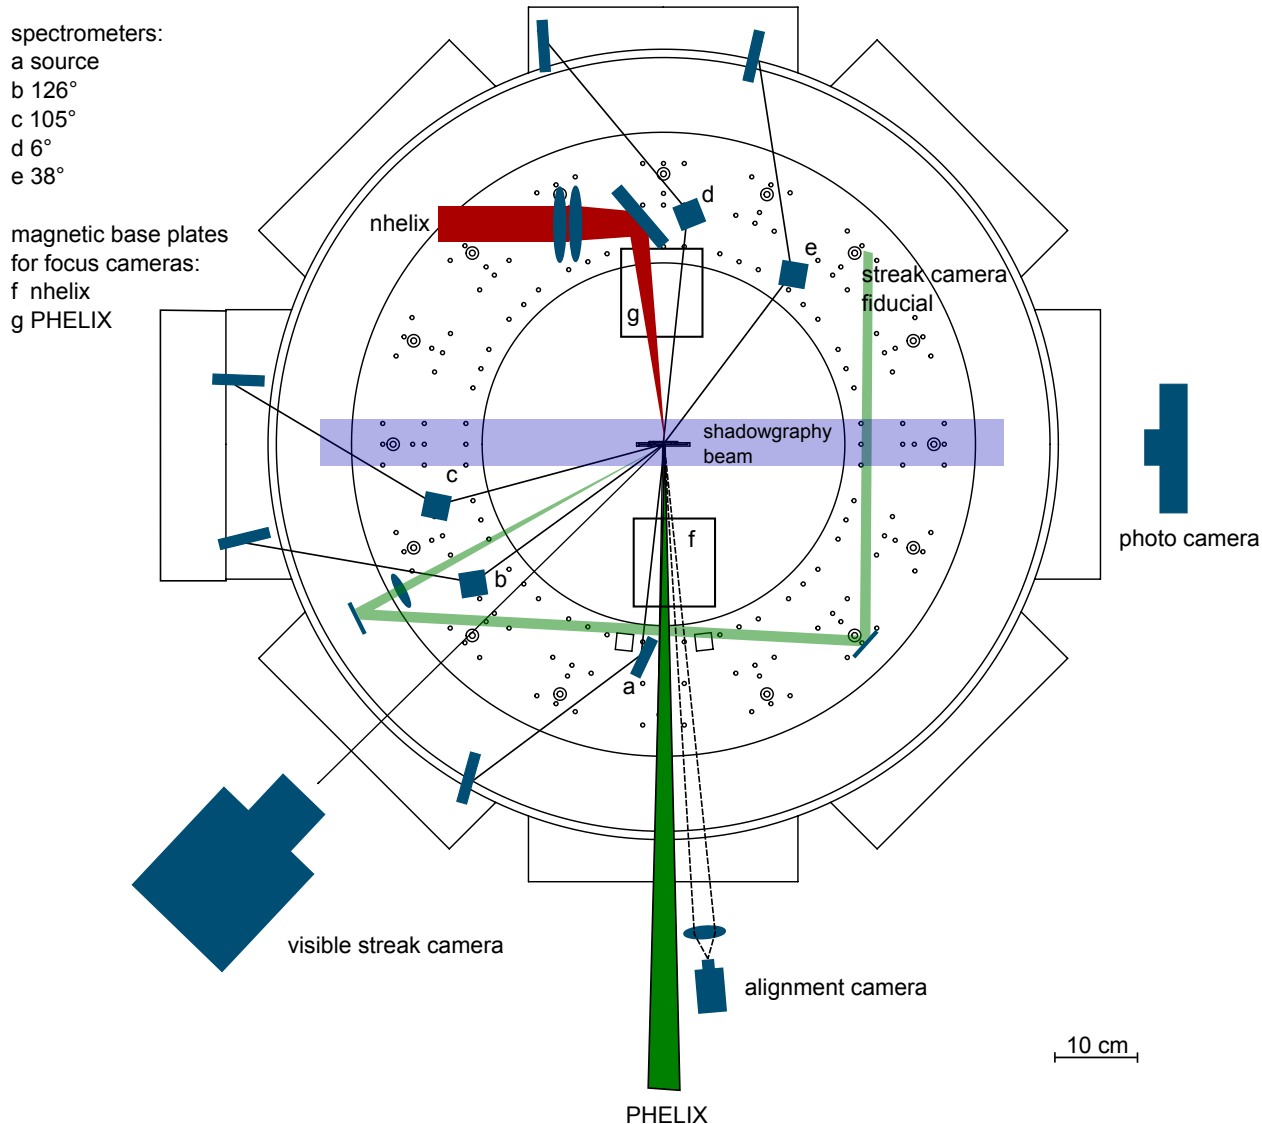 spectrometers:
a source
b 126°
c 105°
d 6°
e 38°
magnetic base plates
for focus cameras:
f  nhelix
g PHELIX
nhelix
d
e
streak camera
fiducial
g
shadowgraphy
beam
c
f
b
a
photo camera
visible streak camera
alignment camera
10 cm
PHELIX